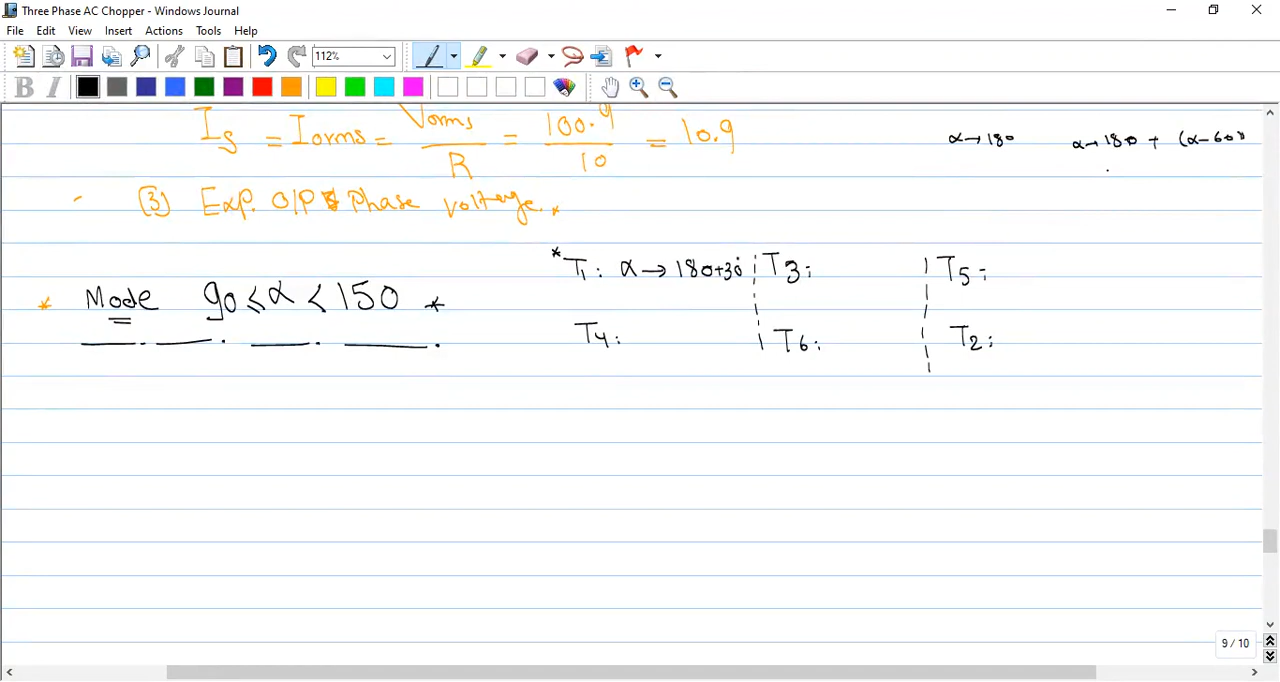 Three Phase AC Chopper - Windows Journal
File Edit View Insert Actions Tools Help
112%
B I
Is = Iorms = Vorms / R = 100.9 / 10 = 10.9
α→180 α→180 + (α-60)
(3) Exp. O/P Phase voltage.
* Mode 90 ≤ α < 150 *
*T1: α → 180+30 T3: T5:
T4: T6: T2:
9 / 10